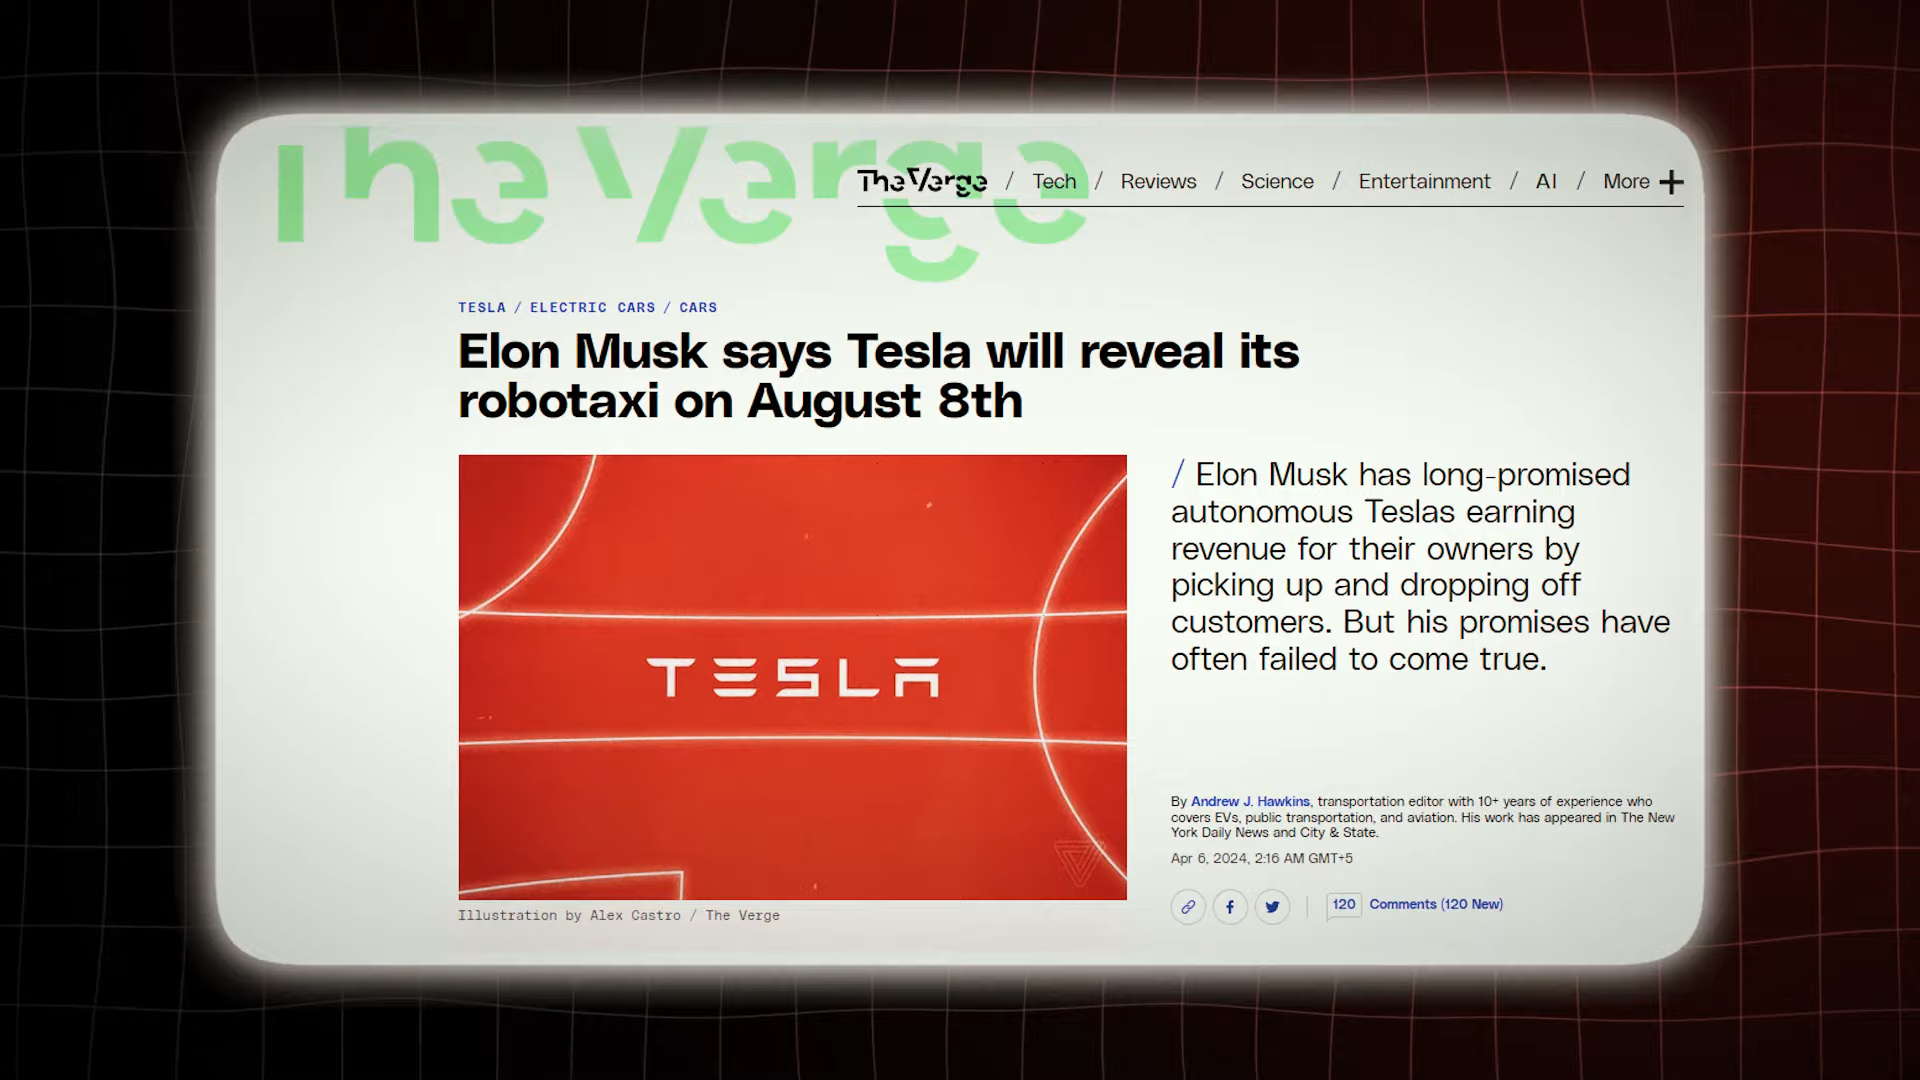 The Verge
The Verge / Tech / Reviews / Science / Entertainment / AI / More +
TESLA / ELECTRIC CARS / CARS
Elon Musk says Tesla will reveal its
robotaxi on August 8th
/ Elon Musk has long-promised
autonomous Teslas earning
revenue for their owners by
picking up and dropping off
customers. But his promises have
often failed to come true.
TESLA
By Andrew J. Hawkins, transportation editor with 10+ years of experience who
covers EVs, public transportation, and aviation. His work has appeared in The New
York Daily News and City & State.
Apr 6, 2024, 2:16 AM GMT+5
120 Comments (120 New)
Illustration by Alex Castro / The Verge